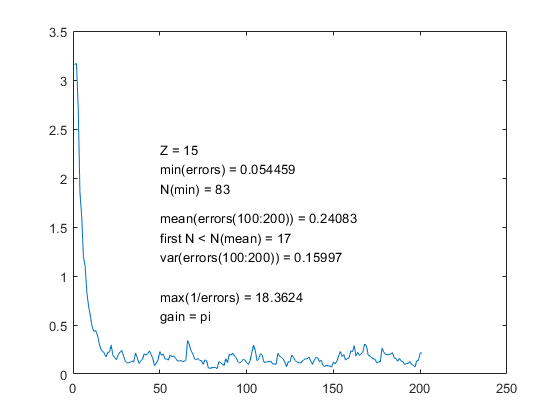 3.5
3
2.5
2
1.5
1
0.5
0
Z = 15
min(errors) = 0.054459
N(min) = 83
mean(errors(100:200)) = 0.24083
first N < N(mean) = 17
var(errors(100:200)) = 0.15997
max(1/errors) = 18.3624
gain = pi
0 50 100 150 200 250